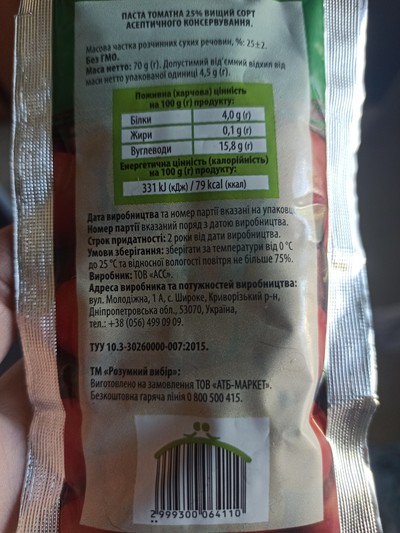 ПАСТА ТОМАТНА 25% ВИЩИЙ СОРТ
АСЕПТИЧНОГО КОНСЕРВУВАННЯ.
Масова частка розчинних сухих речовин, %: 25±2.
Без ГМО.
Маса нетто: 70 g (г). Допустимий від'ємний відхил від
маси нетто упакованої одиниці 4,5 g (г).
Поживна (харчова) цінність
на 100 g (г) продукту:
Білки 4,0 g (г)
Жири 0,1 g (г)
Вуглеводи 15,8 g (г)
Енергетична цінність (калорійність)
на 100 g (г) продукту:
331 kJ (кДж) / 79 kcal (ккал)
Дата виробництва та номер партії вказані на упаковці.
Номер партії вказаний поряд з датою виробництва.
Строк придатності: 2 роки від дати виробництва.
Умови зберігання: зберігати за температури від 0 °C
до 25 °C та відносної вологості повітря не більше 75%.
Виробник: ТОВ «АСС».
Адреса виробника та потужностей виробництва:
вул. Молодіжна, 1 А, с. Широке, Криворізький р-н,
Дніпропетровська обл., 53070, Україна,
тел.: +38 (056) 499 09 09.
ТУУ 10.3-30260000-007:2015.
ТМ «Розумний вибір»:
Виготовлено на замовлення ТОВ «АТБ-МАРКЕТ».
Безкоштовна гаряча лінія 0 800 500 415.
2 999300 064110